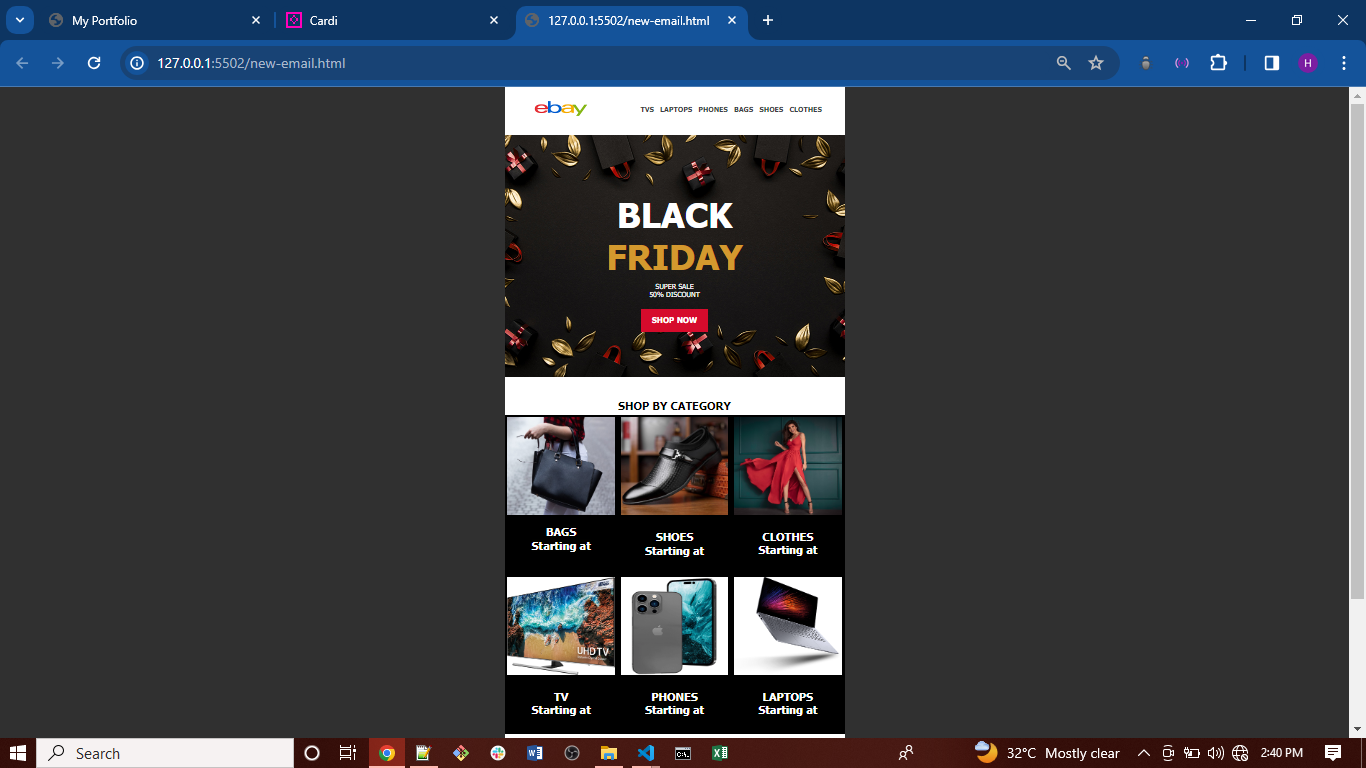 My Portfolio
Cardi
127.0.0.1:5502/new-email.html
127.0.0.1:5502/new-email.html
H
ebay
TVS LAPTOPS PHONES BAGS SHOES CLOTHES
BLACK
FRIDAY
SUPER SALE
50% DISCOUNT
SHOP NOW
SHOP BY CATEGORY
BAGS
Starting at
SHOES
Starting at
CLOTHES
Starting at
UHD TV
TV
Starting at
PHONES
Starting at
LAPTOPS
Starting at
Search
32°C Mostly clear
2:40 PM